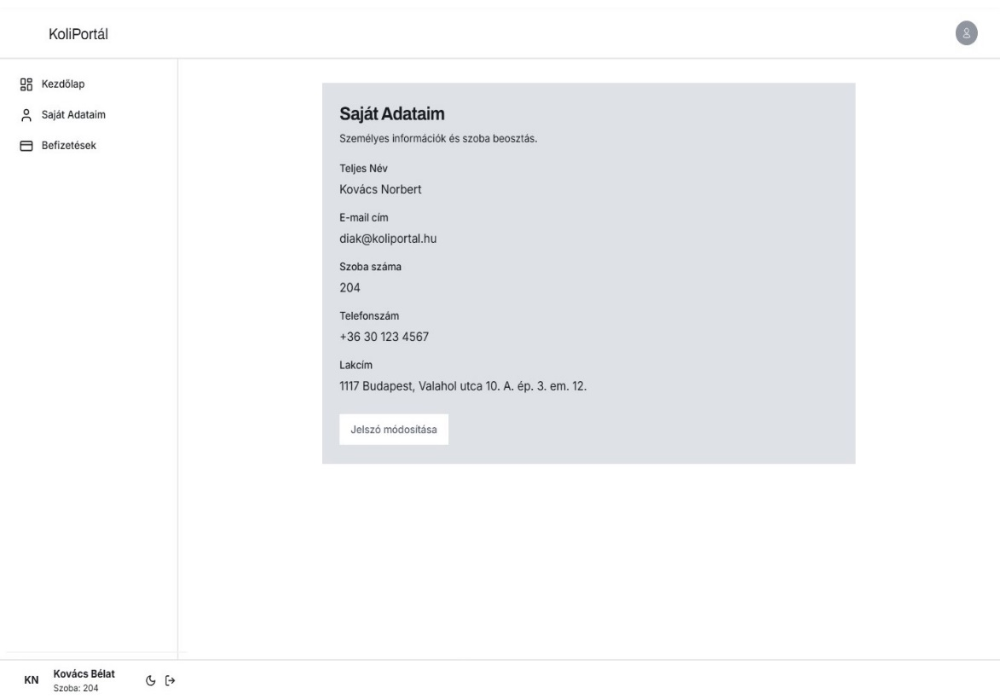 KoliPortál
Kezdőlap
Saját Adataim
Befizetések
Saját Adataim
Személyes információk és szoba beosztás.
Teljes Név
Kovács Norbert
E-mail cím
diak@koliportal.hu
Szoba száma
204
Telefonszám
+36 30 123 4567
Lakcím
1117 Budapest, Valahol utca 10. A. ép. 3. em. 12.
Jelszó módosítása
KN
Kovács Bélat
Szoba: 204